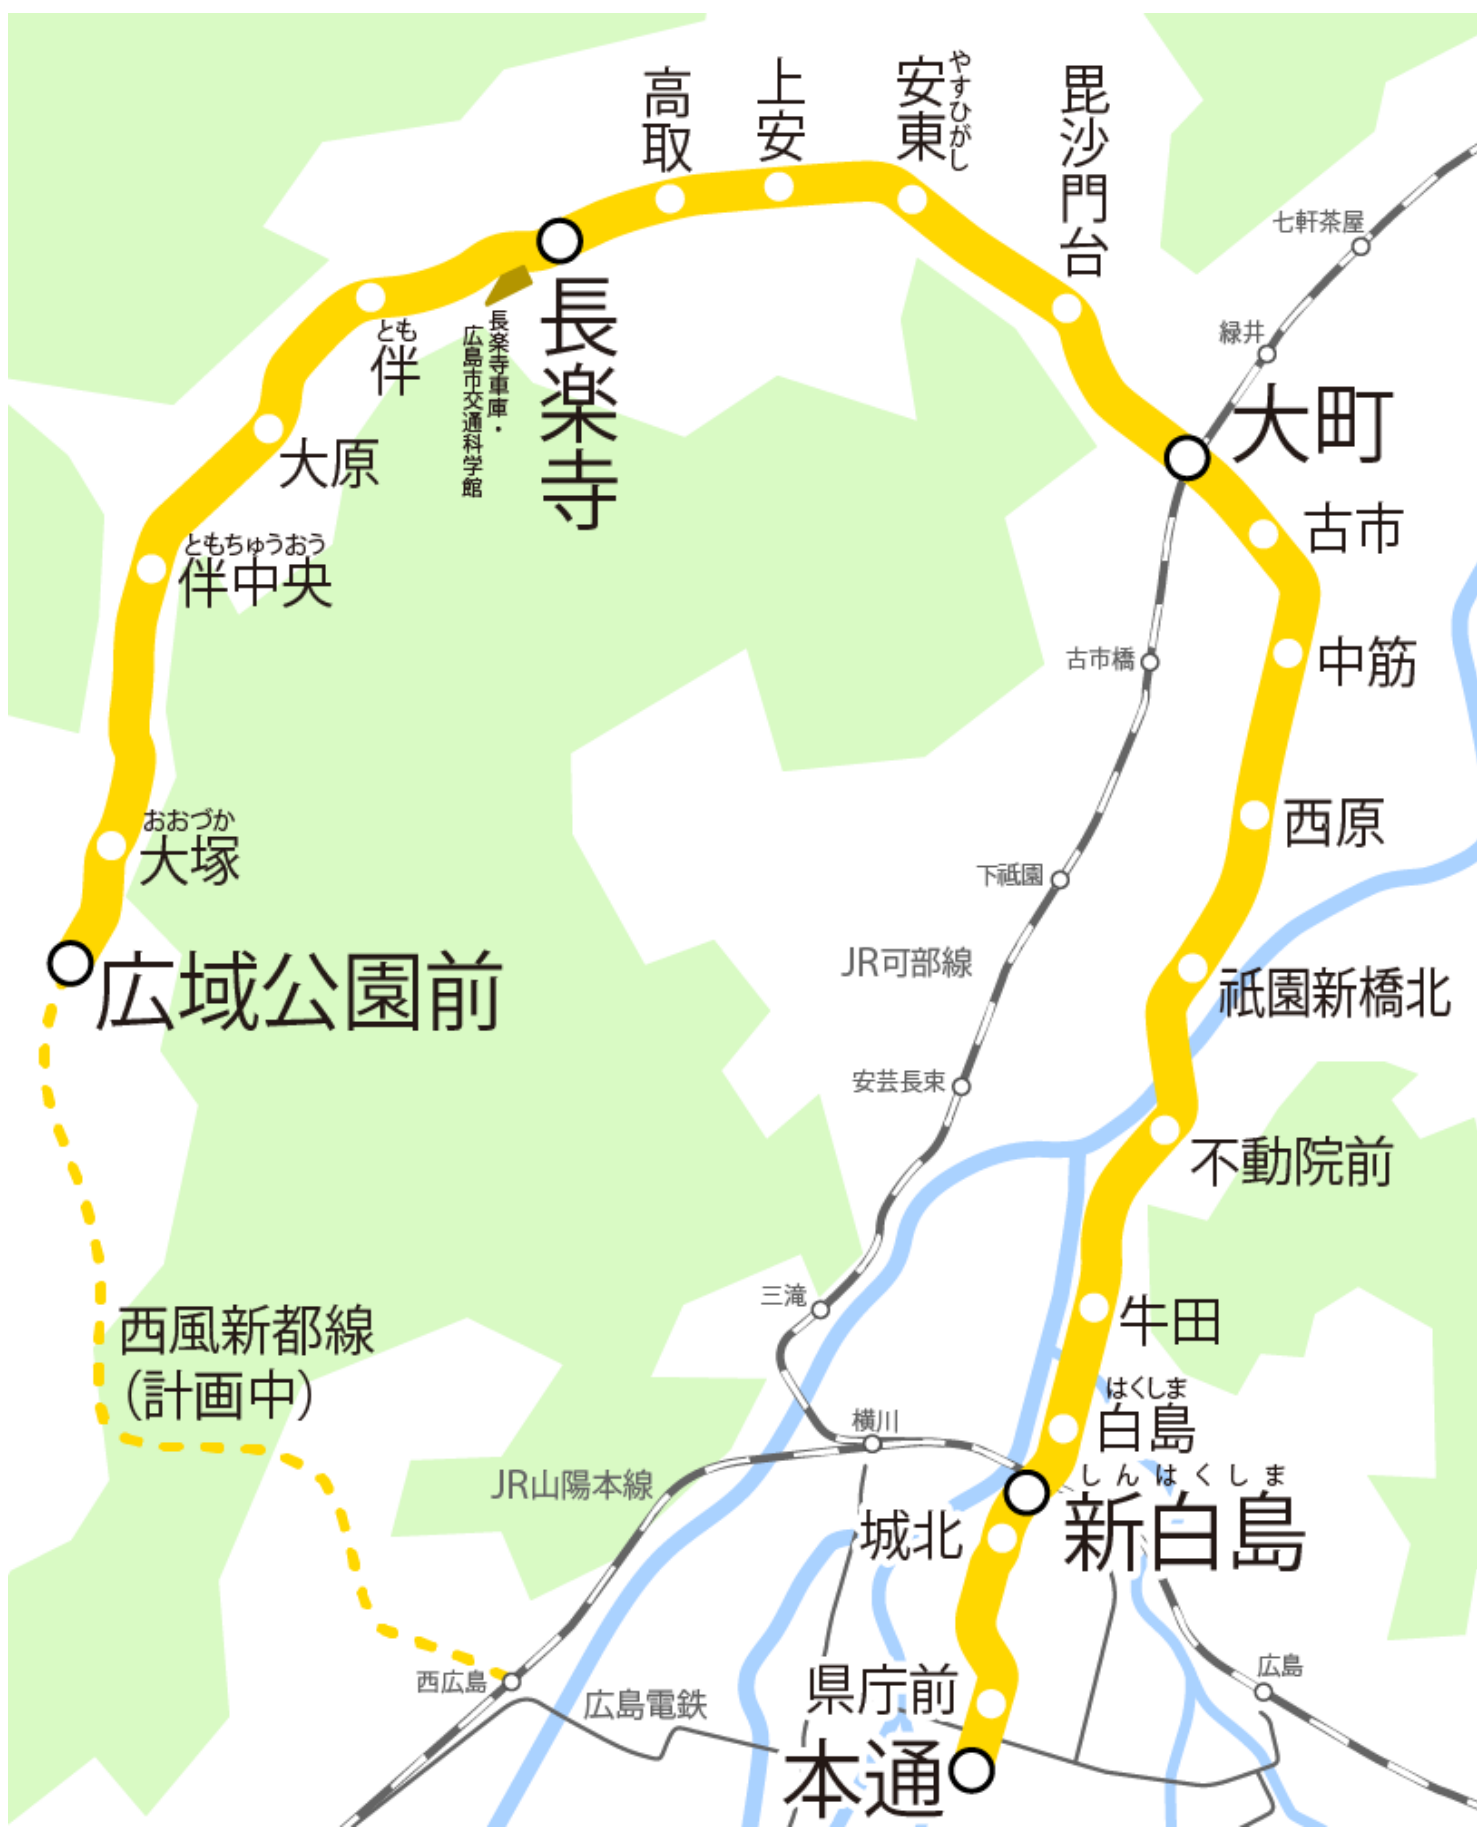 高取
上安
安東
やすひがし
毘沙門台
七軒茶屋
緑井
大町
長楽寺
長楽寺車庫・
広島市交通科学館
とも
伴
大原
ともちゅうおう
伴中央
おおづか
大塚
広域公園前
古市
中筋
古市橋
西原
下祗園
JR可部線
祇園新橋北
安芸長束
不動院前
三滝
牛田
西風新都線
（計画中）
はくしま
白島
横川
しんはくしま
新白島
JR山陽本線
城北
西広島
広島電鉄
県庁前
広島
本通